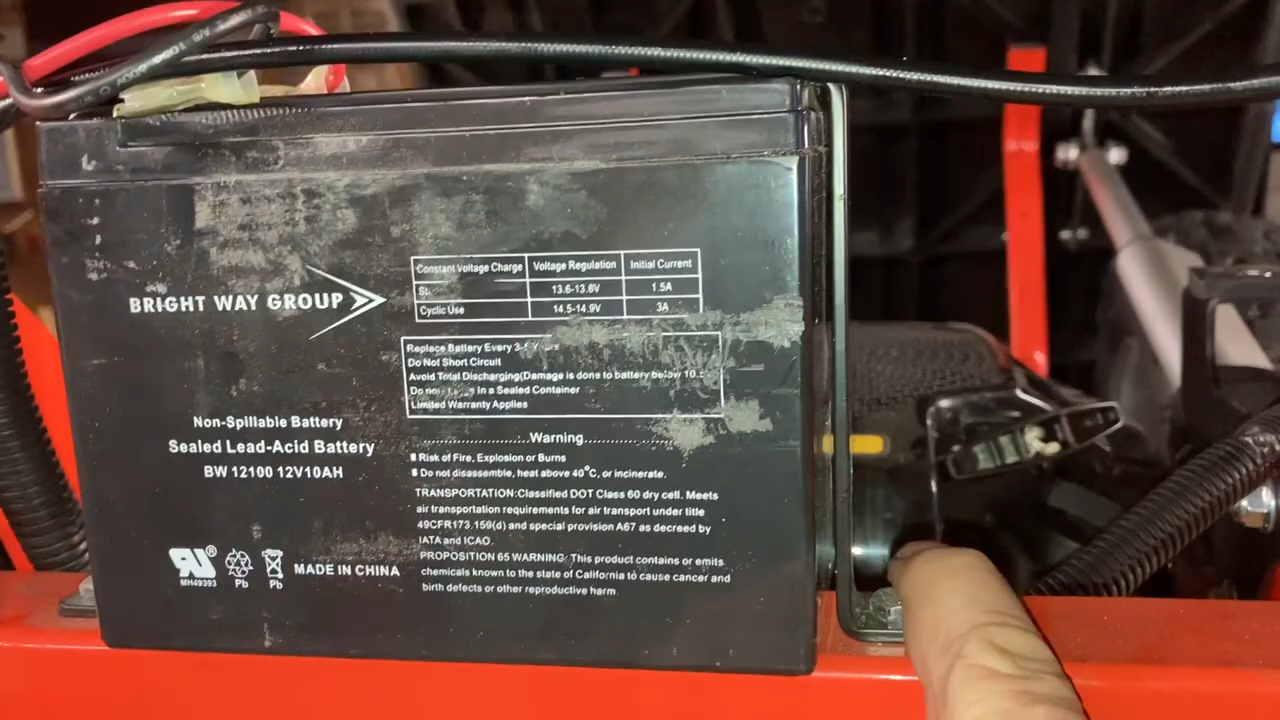 BRIGHT WAY GROUP
Constant Voltage Charge Voltage Regulation Initial Current
13.6-13.8V 1.5A
Cyclic Use 14.5-14.9V 3A
Replace Battery Every
Do Not Short Circuit
Avoid Total Discharging(Damage is done to battery below
in a Sealed Container
Limited Warranty Applies
Non-Spillable Battery
Sealed Lead-Acid Battery
BW 12100 12V10AH
Warning
Risk of Fire, Explosion or Burns
Do not disassemble, heat above 40°C, or incinerate.
TRANSPORTATION:Classified DOT Class 60 dry cell. Meets
air transportation requirements for air transport under title
49CFR173.159(d) and special provision A67 as decreed by
IATA and ICAO.
PROPOSITION 65 WARNING: This product contains or emits
chemicals known to the state of California to cause cancer and
birth defects or other reproductive harm.
MH49393
Pb
Pb
MADE IN CHINA